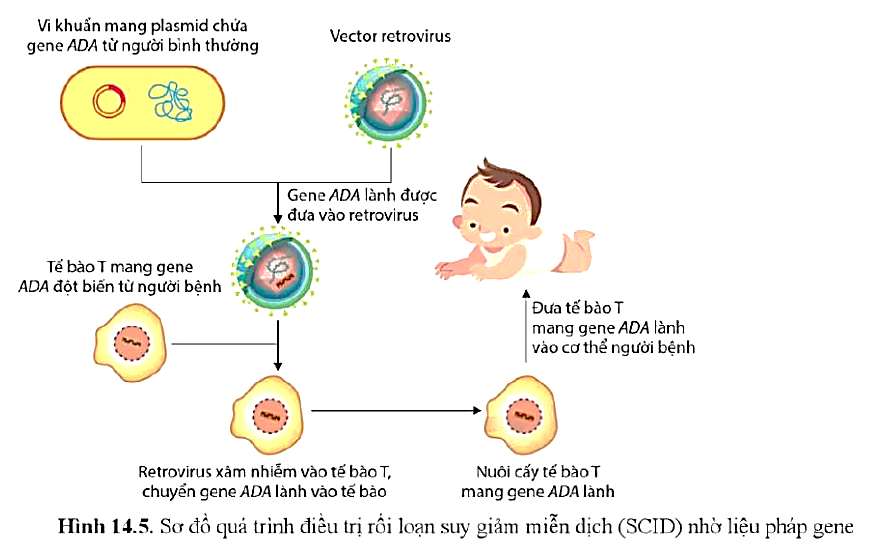 Vi khuẩn mang plasmid chứa
gene ADA từ người bình thường
Vector retrovirus
Gene ADA lành được
đưa vào retrovirus
Tế bào T mang gene
ADA đột biến từ người bệnh
Đưa tế bào T
mang gene ADA lành
vào cơ thể người bệnh
Retrovirus xâm nhiễm vào tế bào T,
chuyển gene ADA lành vào tế bào
Nuôi cấy tế bào T
mang gene ADA lành
Hình 14.5. Sơ đồ quá trình điều trị rối loạn suy giảm miễn dịch (SCID) nhờ liệu pháp gene